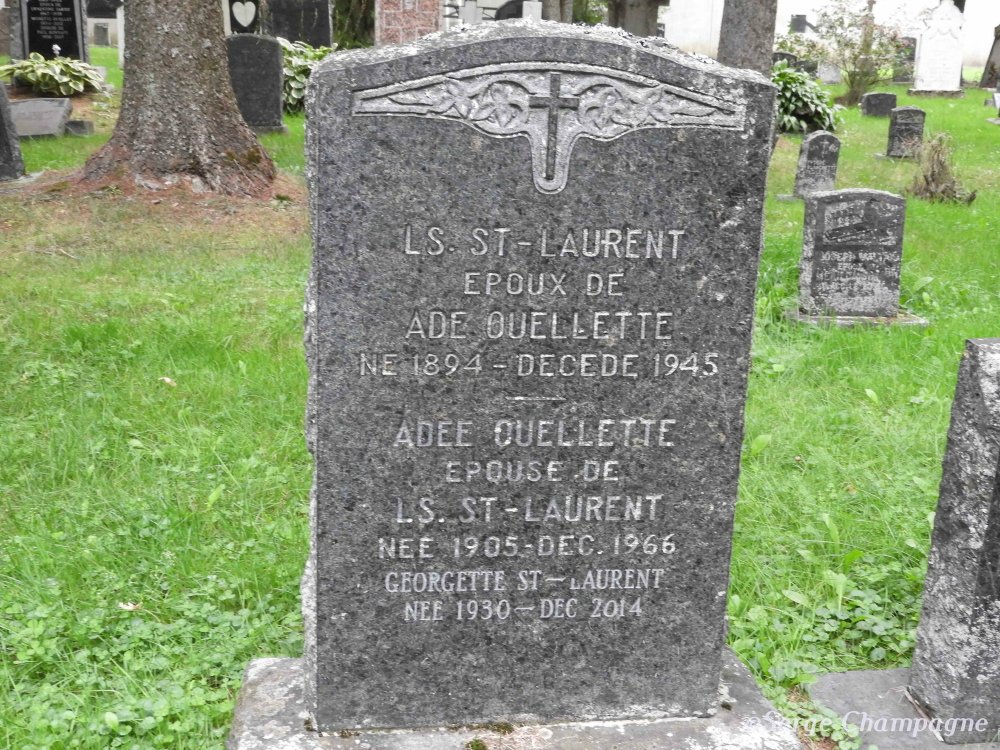 LS. ST-LAURENT
EPOUX DE
ADE OUELLETTE
NE 1894 - DECEDE 1945
ADEE OUELLETTE
EPOUSE DE
LS. ST-LAURENT
NEE 1905-DEC. 1966
GEORGETTE ST-LAURENT
NEE 1930-DEC 2014
JOSEPH
©Serge Champagne